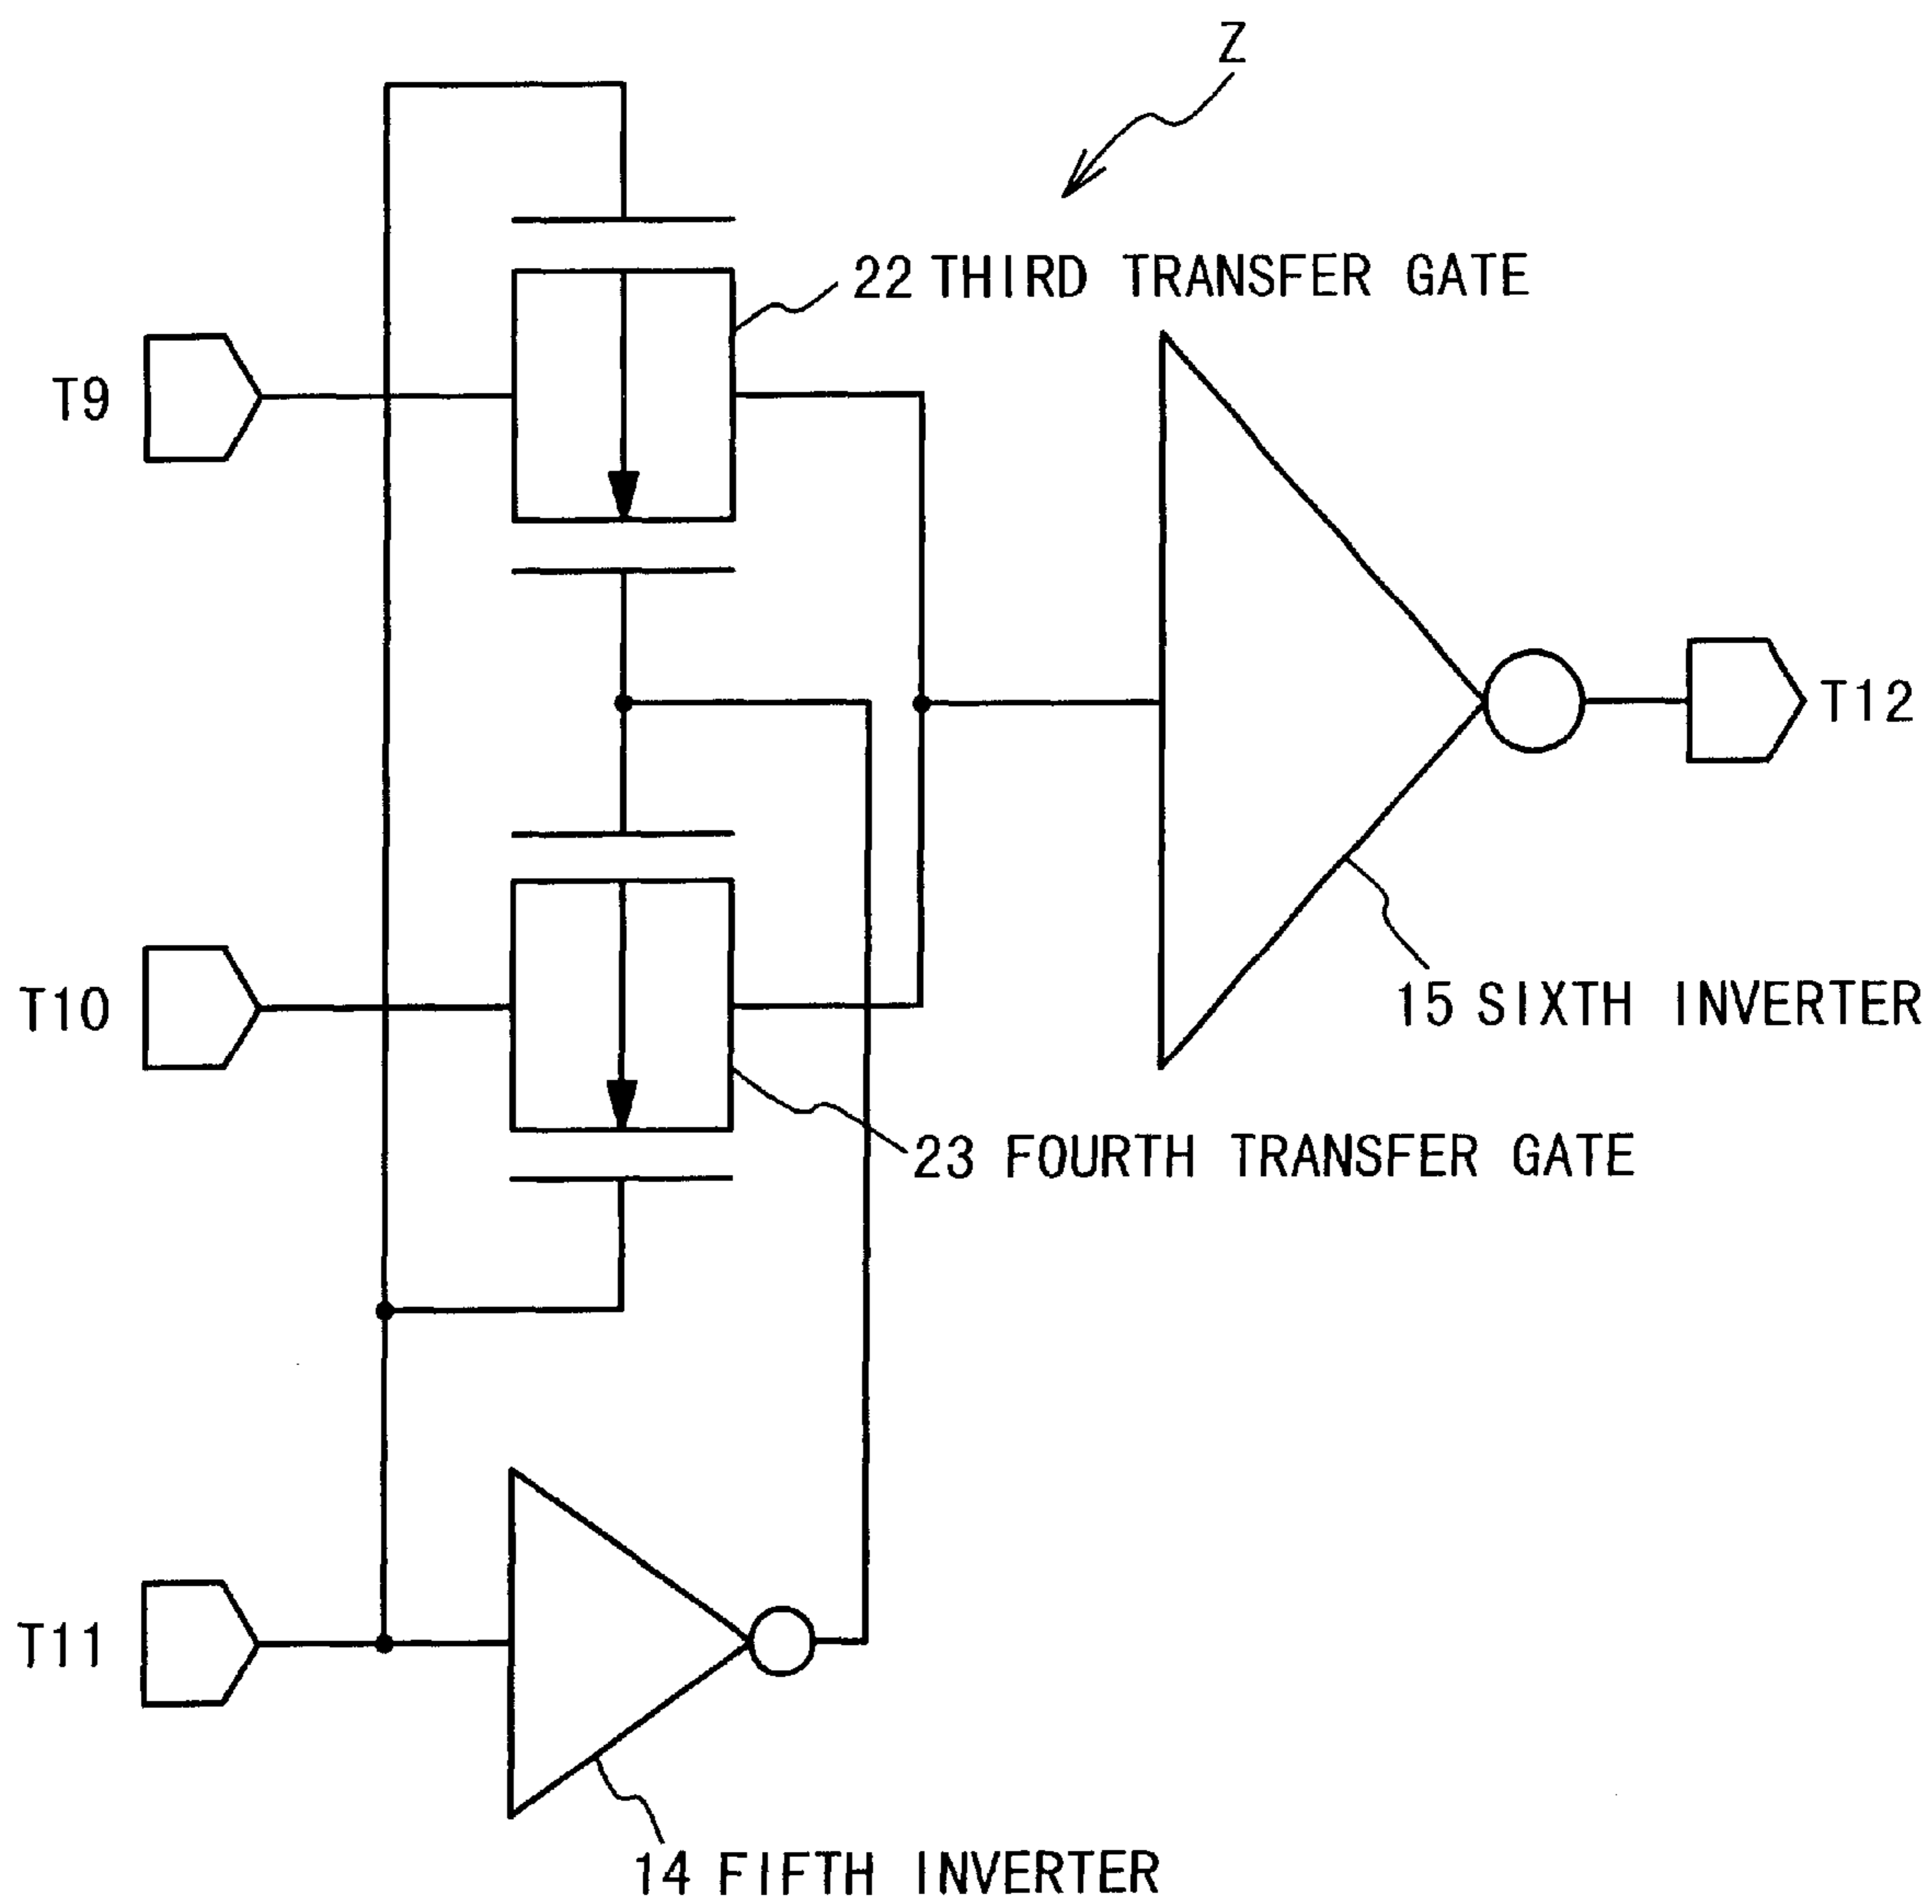 Z
22 THIRD TRANSFER GATE
T9
T12
T10
15 SIXTH INVERTER
23 FOURTH TRANSFER GATE
T11
14 FIFTH INVERTER